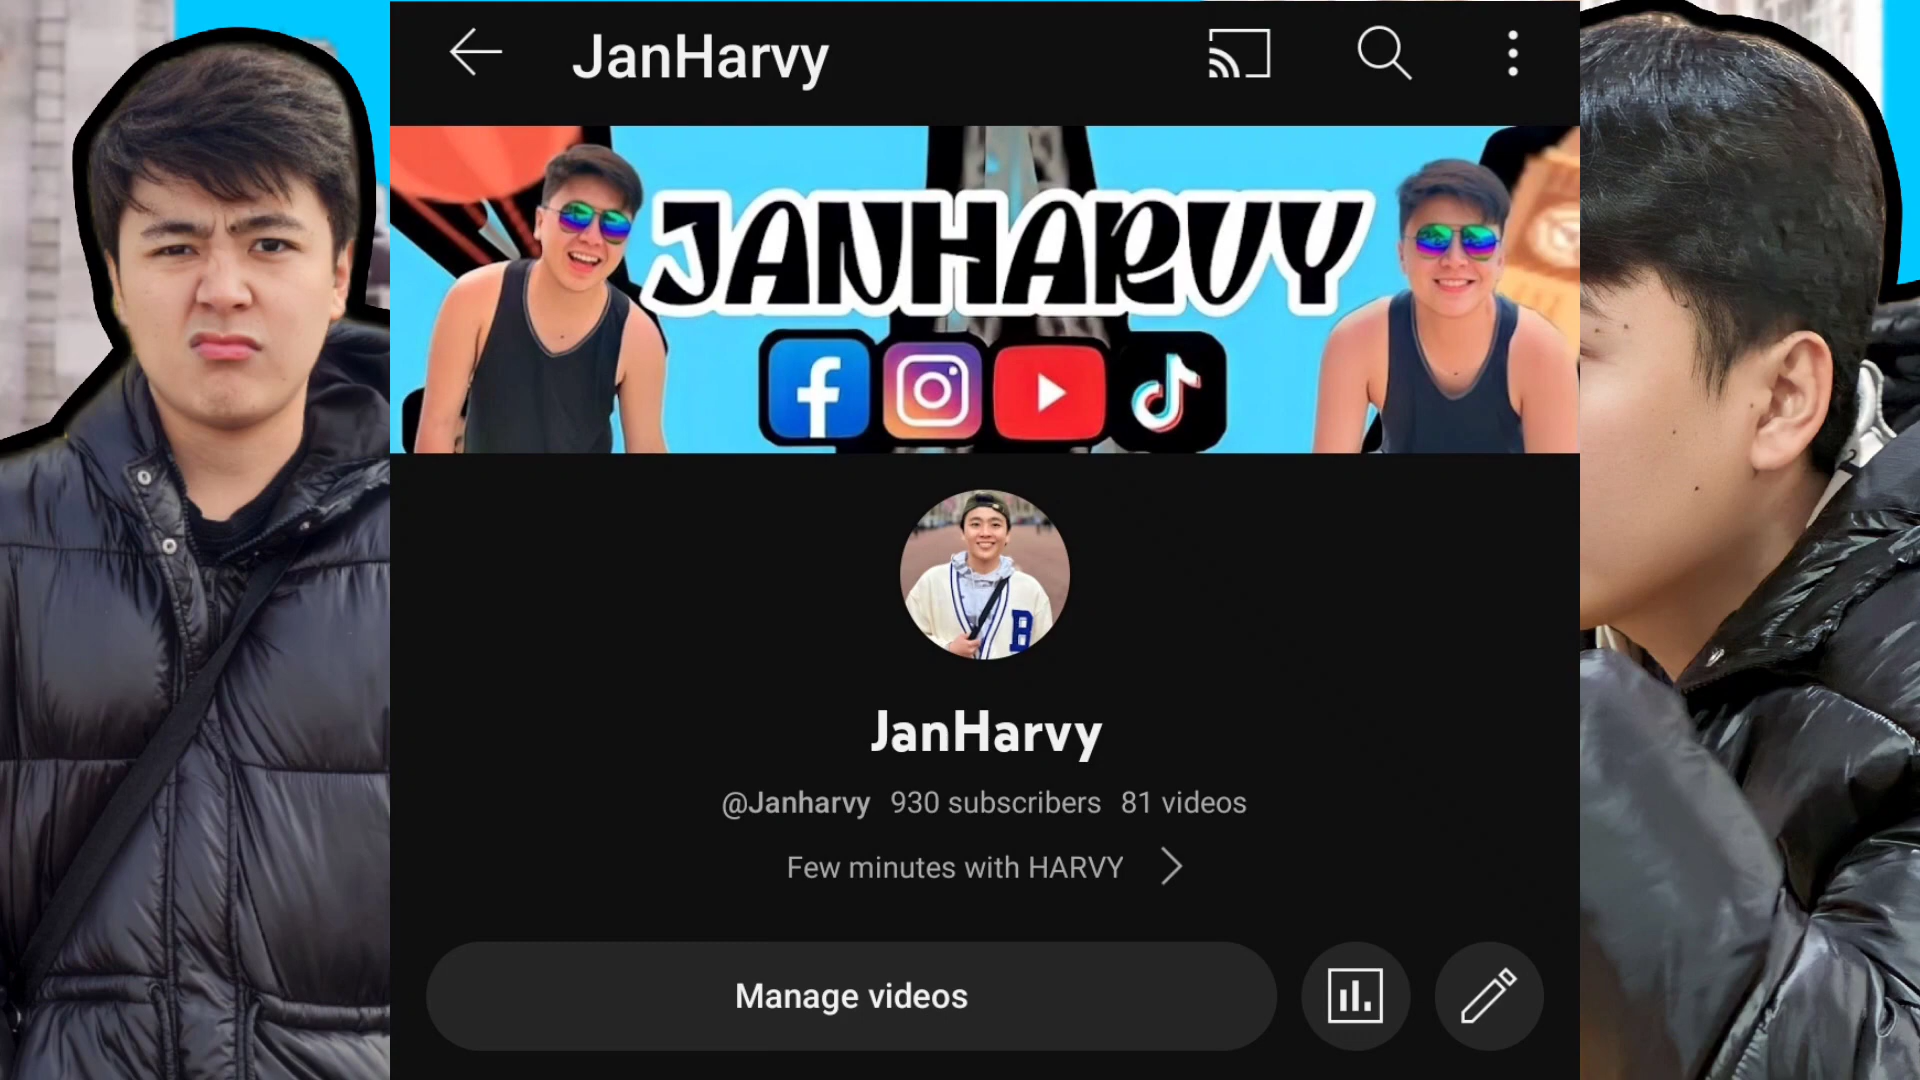 JanHarvy
JANHARVY
B
JanHarvy
@Janharvy 930 subscribers 81 videos
Few minutes with HARVY
Manage videos